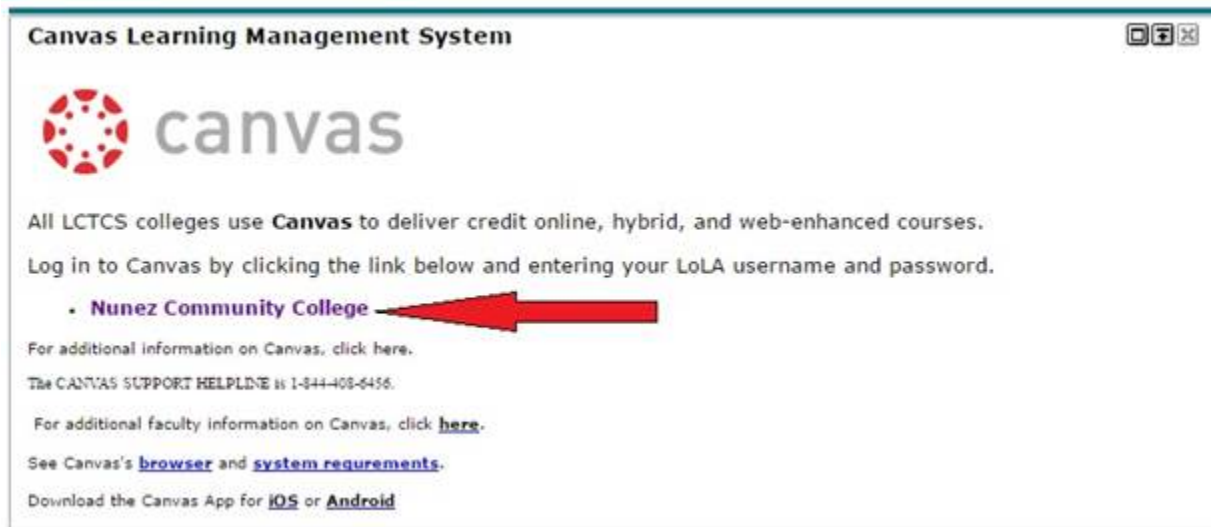 Canvas Learning Management System
canvas
All LCTCS colleges use Canvas to deliver credit online, hybrid, and web-enhanced courses.
Log in to Canvas by clicking the link below and entering your LoLA username and password.
• Nunez Community College
For additional information on Canvas, click here.
The CANVAS SUPPORT HELPLINE is 1-844-408-6456.
For additional faculty information on Canvas, click here.
See Canvas's browser and system requrements.
Download the Canvas App for iOS or Android